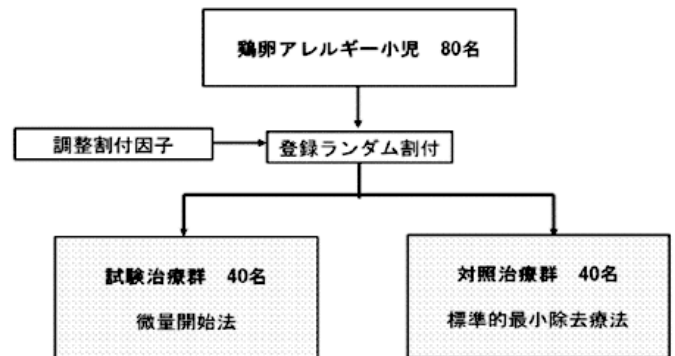 鶏卵アレルギー小児　80名
調整割付因子
登録ランダム割付
試験治療群　40名
微量開始法
対照治療群　40名
標準的最小除去療法